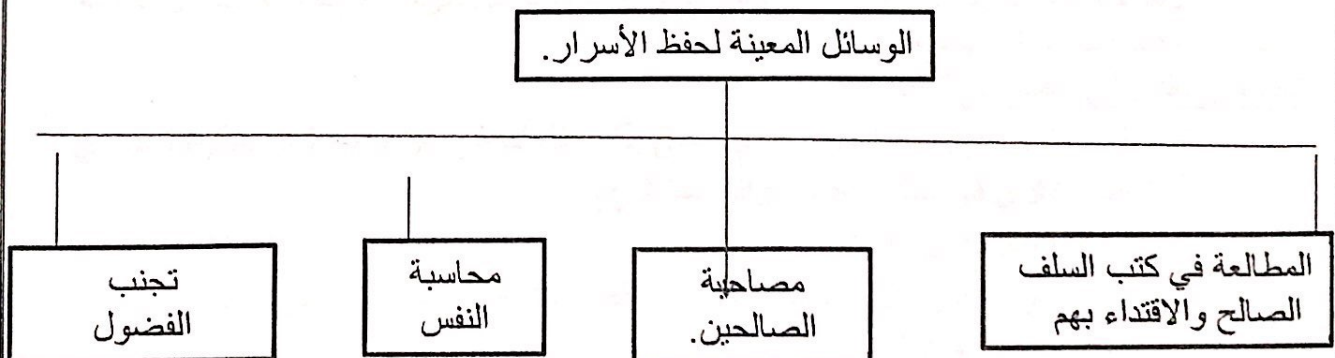 الوسائل المعينة لحفظ الأسرار.
المطالعة في كتب السلف
الصالح والاقتداء بهم
مصاحبة
الصالحين.
محاسبة
النفس
تجنب
الفضول